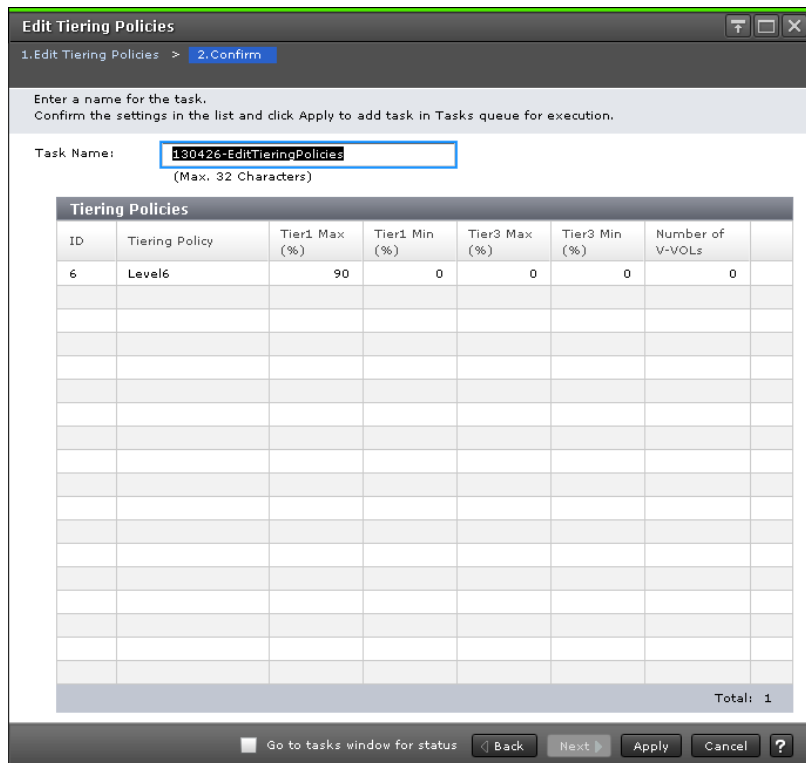 Edit Tiering Policies
1.Edit Tiering Policies > 2.Confirm
Enter a name for the task.
Confirm the settings in the list and click Apply to add task in Tasks queue for execution.
Task Name: 130426-EditTieringPolicies
(Max. 32 Characters)
Tiering Policies
ID Tiering Policy Tier1 Max (%) Tier1 Min (%) Tier3 Max (%) Tier3 Min (%) Number of V-VOLs
6 Level6 90 0 0 0 0
Total: 1
Go to tasks window for status Back Next Apply Cancel ?